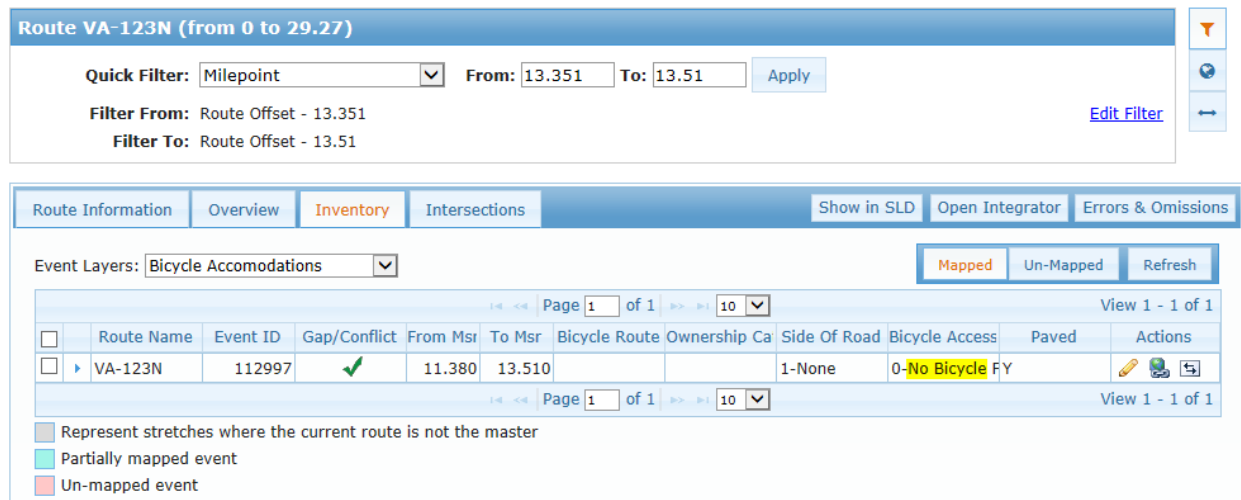 Route VA-123N (from 0 to 29.27)
Quick Filter: Milepoint From: 13.351 To: 13.51 Apply
Filter From: Route Offset - 13.351 Edit Filter
Filter To: Route Offset - 13.51
Route Information Overview Inventory Intersections Show in SLD Open Integrator Errors & Omissions
Event Layers: Bicycle Accomodations Mapped Un-Mapped Refresh
Page 1 of 1 10 View 1 - 1 of 1
Route Name Event ID Gap/Conflict From Msr To Msr Bicycle Route Ownership Ca Side Of Road Bicycle Access Paved Actions
VA-123N 112997 11.380 13.510 1-None 0-No Bicycle F Y
Page 1 of 1 10 View 1 - 1 of 1
Represent stretches where the current route is not the master
Partially mapped event
Un-mapped event